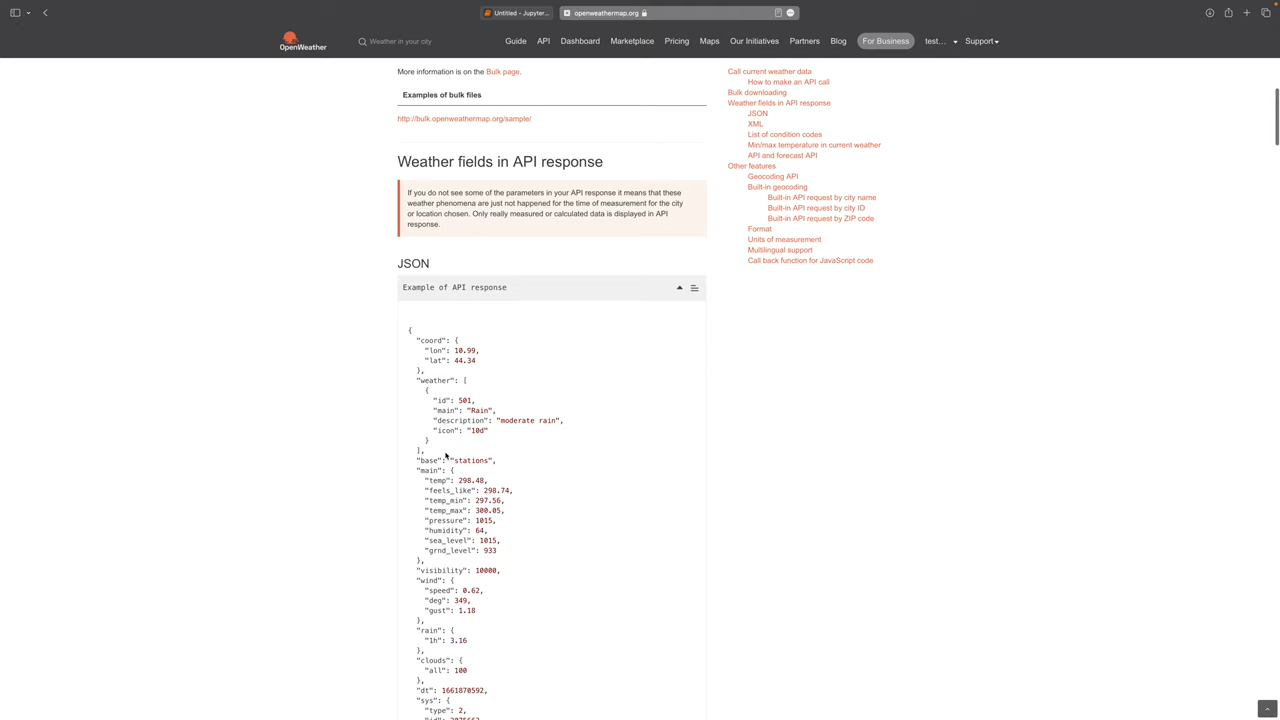 Untitled - Jupyter...
openweathermap.org
OpenWeather
Weather in your city
Guide
API
Dashboard
Marketplace
Pricing
Maps
Our Initiatives
Partners
Blog
For Business
test...
Support
More information is on the Bulk page.
Examples of bulk files
http://bulk.openweathermap.org/sample/
Weather fields in API response
If you do not see some of the parameters in your API response it means that these
weather phenomena are just not happened for the time of measurement for the city
or location chosen. Only really measured or calculated data is displayed in API
response.
JSON
Example of API response
{
"coord": {
"lon": 10.99,
"lat": 44.34
},
"weather": [
{
"id": 501,
"main": "Rain",
"description": "moderate rain",
"icon": "10d"
}
],
"base": "stations",
"main": {
"temp": 298.48,
"feels_like": 298.74,
"temp_min": 297.56,
"temp_max": 300.05,
"pressure": 1015,
"humidity": 64,
"sea_level": 1015,
"grnd_level": 933
},
"visibility": 10000,
"wind": {
"speed": 0.62,
"deg": 349,
"gust": 1.18
},
"rain": {
"1h": 3.16
},
"clouds": {
"all": 100
},
"dt": 1661870592,
"sys": {
"type": 2,
Call current weather data
How to make an API call
Bulk downloading
Weather fields in API response
JSON
XML
List of condition codes
Min/max temperature in current weather
API and forecast API
Other features
Geocoding API
Built-in geocoding
Built-in API request by city name
Built-in API request by city ID
Built-in API request by ZIP code
Format
Units of measurement
Multilingual support
Call back function for JavaScript code